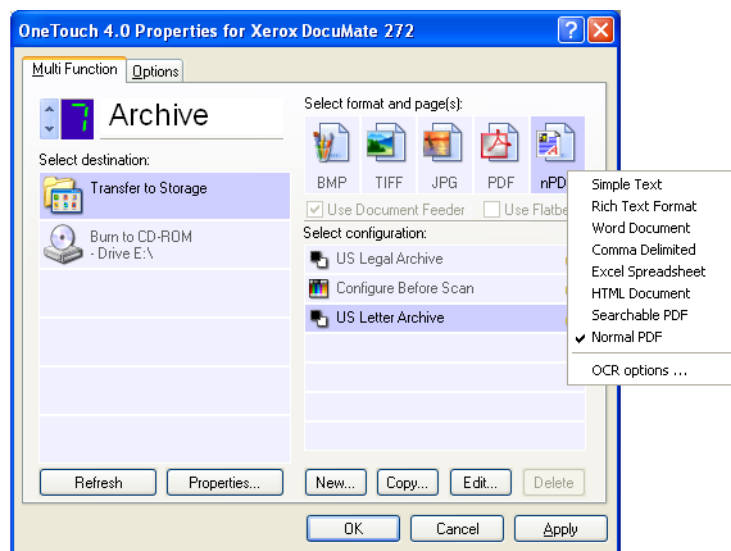 OneTouch 4.0 Properties for Xerox DocuMate 272
Multi Function
Options
7
Archive
Select destination:
Transfer to Storage
Burn to CD-ROM
- Drive E:\
Refresh
Properties...
Select format and page(s):
BMP
TIFF
JPG
PDF
nPD
Use Document Feeder
Use Flatbe
Select configuration:
US Legal Archive
Configure Before Scan
US Letter Archive
New...
Copy...
Edit...
Delete
Simple Text
Rich Text Format
Word Document
Comma Delimited
Excel Spreadsheet
HTML Document
Searchable PDF
Normal PDF
OCR options ...
OK
Cancel
Apply